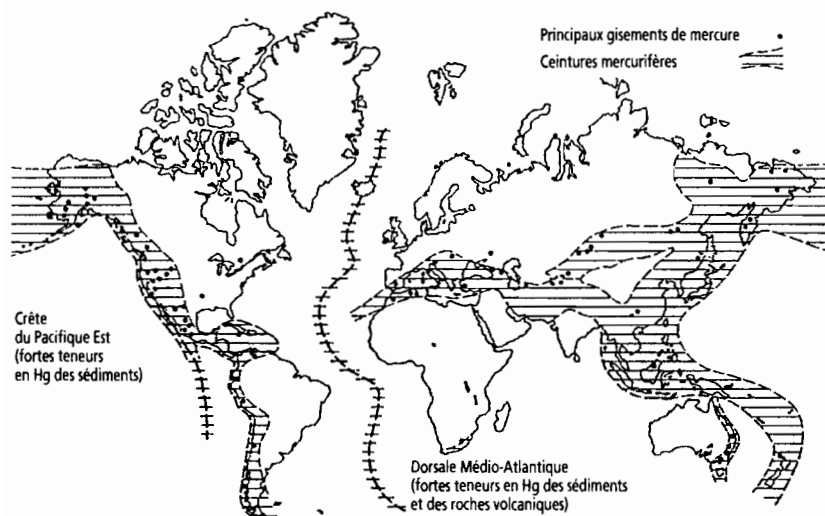 Principaux gisements de mercure
Ceintures mercurifères
Crête
du Pacifique Est
(fortes teneurs
en Hg des sédiments)
Dorsale Médio-Atlantique
(fortes teneurs en Hg des sédiments
et des roches volcaniques)